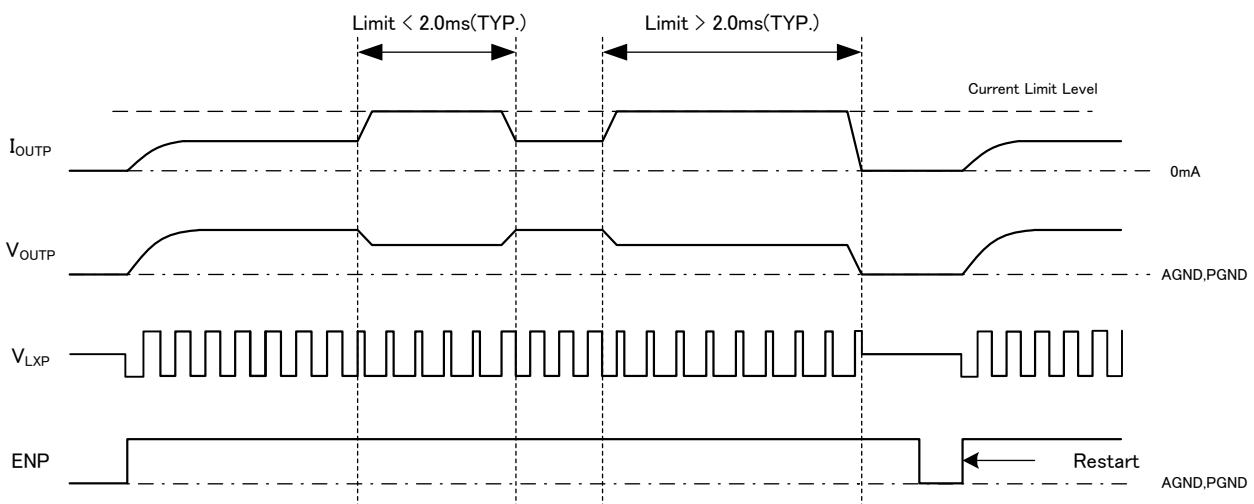 Limit < 2.0ms(TYP.) Limit > 2.0ms(TYP.)
Current Limit Level
IOUTP
0mA
VOUTP
AGND,PGND
VLXP
ENP
Restart
AGND,PGND